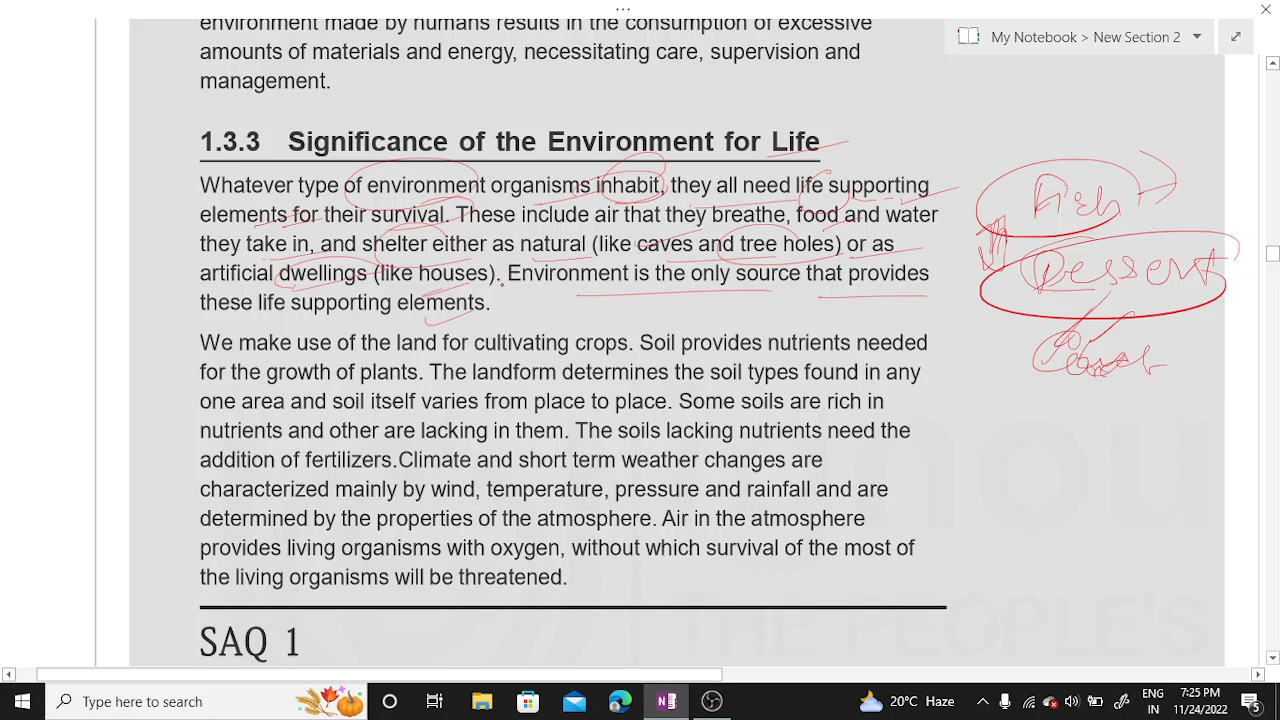 environment made by humans results in the consumption of excessive
amounts of materials and energy, necessitating care, supervision and
management.
My Notebook > New Section 2
1.3.3 Significance of the Environment for Life
Whatever type of environment organisms inhabit, they all need life supporting
elements for their survival. These include air that they breathe, food and water
they take in, and shelter either as natural (like caves and tree holes) or as
artificial dwellings (like houses). Environment is the only source that provides
these life supporting elements.
Fish
Dessert
We make use of the land for cultivating crops. Soil provides nutrients needed
for the growth of plants. The landform determines the soil types found in any
one area and soil itself varies from place to place. Some soils are rich in
nutrients and other are lacking in them. The soils lacking nutrients need the
addition of fertilizers.Climate and short term weather changes are
characterized mainly by wind, temperature, pressure and rainfall and are
determined by the properties of the atmosphere. Air in the atmosphere
provides living organisms with oxygen, without which survival of the most of
the living organisms will be threatened.
THE PEOPLE'S
SAQ 1
Type here to search
20°C Haze
ENG
IN
7:25 PM
11/24/2022
5